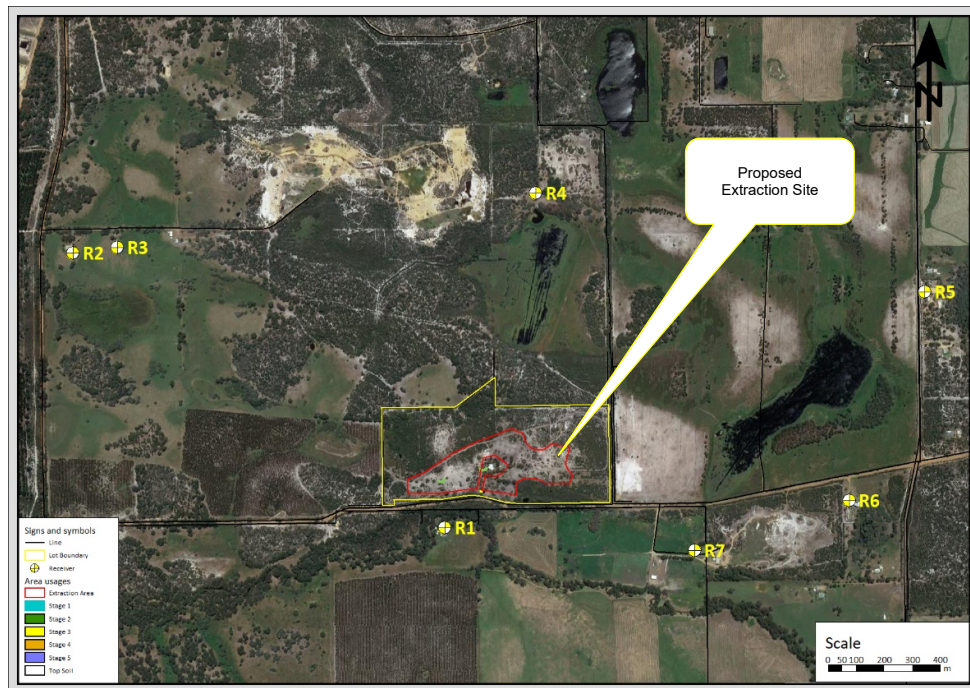 N
Proposed
Extraction Site
R4
R2
R3
R5
R1
R6
R7
Signs and symbols
Line
Lot Boundary
Receiver
Area usages
Extraction Area
Stage 1
Stage 2
Stage 3
Stage 4
Stage 5
Top Soil
Scale
0 50 100 200 300 400
m